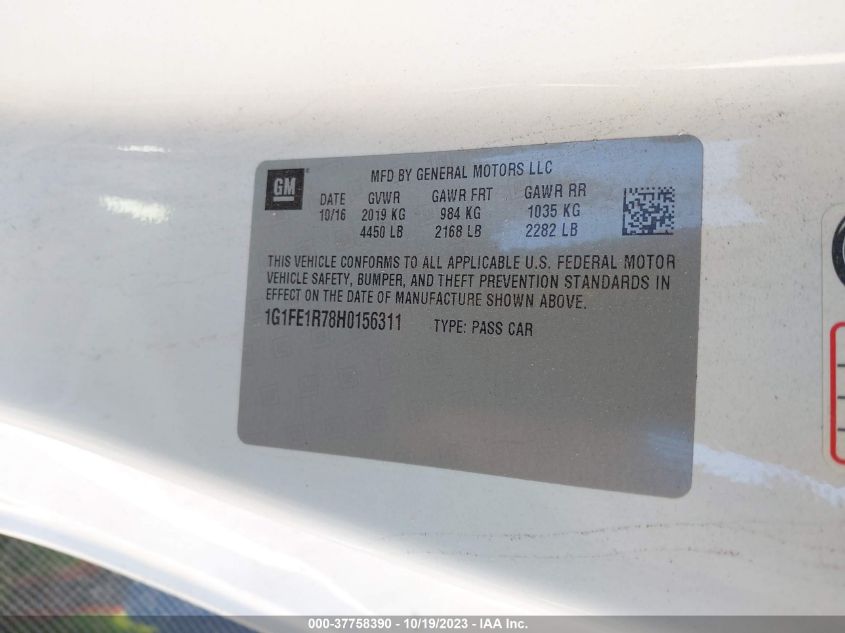 MFD BY GENERAL MOTORS LLC
GM
DATE GVWR GAWR FRT GAWR RR
10/16 2019 KG 984 KG 1035 KG
4450 LB 2168 LB 2282 LB
THIS VEHICLE CONFORMS TO ALL APPLICABLE U.S. FEDERAL MOTOR
VEHICLE SAFETY, BUMPER, AND THEFT PREVENTION STANDARDS IN
EFFECT ON THE DATE OF MANUFACTURE SHOWN ABOVE.
1G1FE1R78H0156311 TYPE: PASS CAR
000-37758390 - 10/19/2023 - IAA Inc.